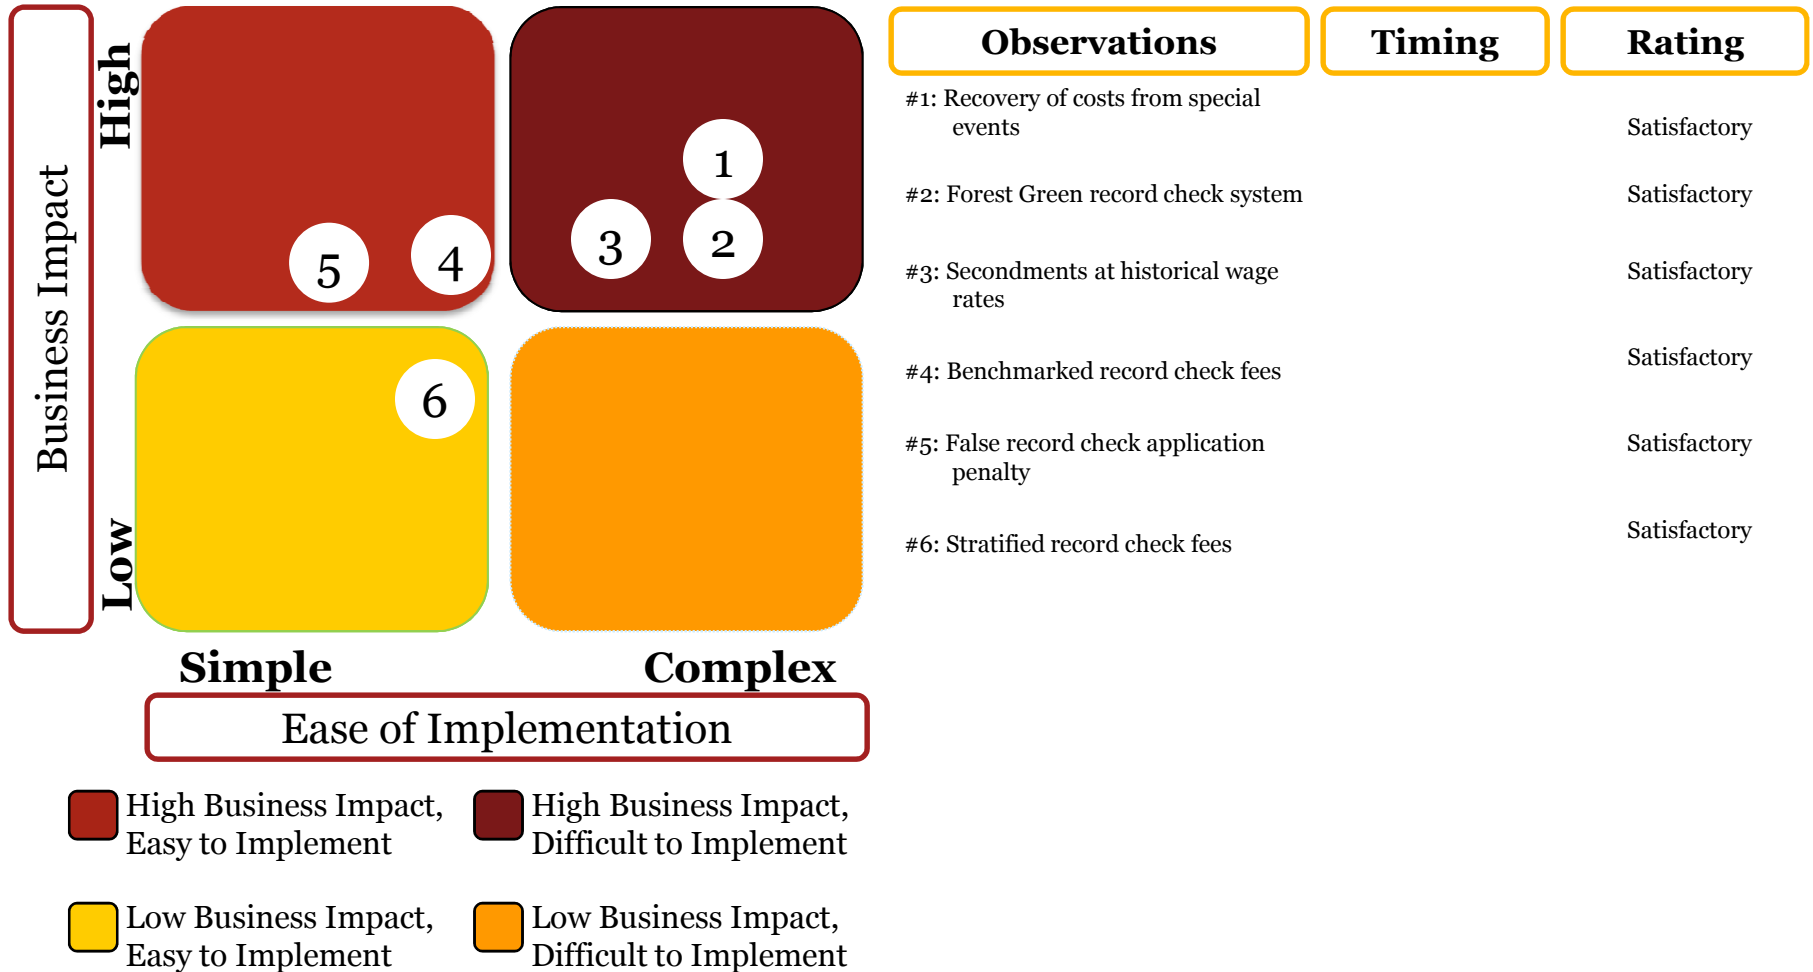 Business Impact
High
Low
1
2
3
4
5
6
Simple
Complex
Ease of Implementation
High Business Impact,
Easy to Implement
High Business Impact,
Difficult to Implement
Low Business Impact,
Easy to Implement
Low Business Impact,
Difficult to Implement
Observations
Timing
Rating
#1: Recovery of costs from special
events
Satisfactory
#2: Forest Green record check system
Satisfactory
#3: Secondments at historical wage
rates
Satisfactory
#4: Benchmarked record check fees
Satisfactory
#5: False record check application
penalty
Satisfactory
#6: Stratified record check fees
Satisfactory